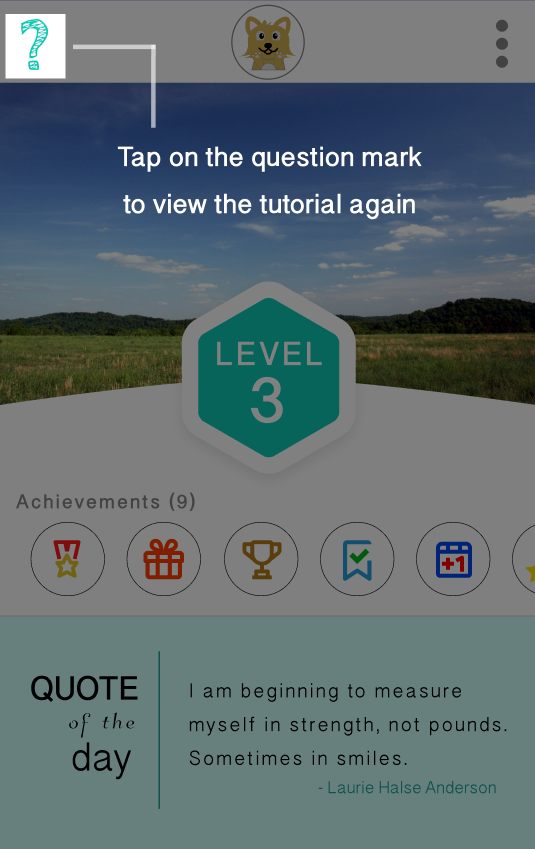 ?
Tap on the question mark
to view the tutorial again
LEVEL
3
Achievements (9)
+1
QUOTE
of the
day
I am beginning to measure
myself in strength, not pounds.
Sometimes in smiles.
- Laurie Halse Anderson